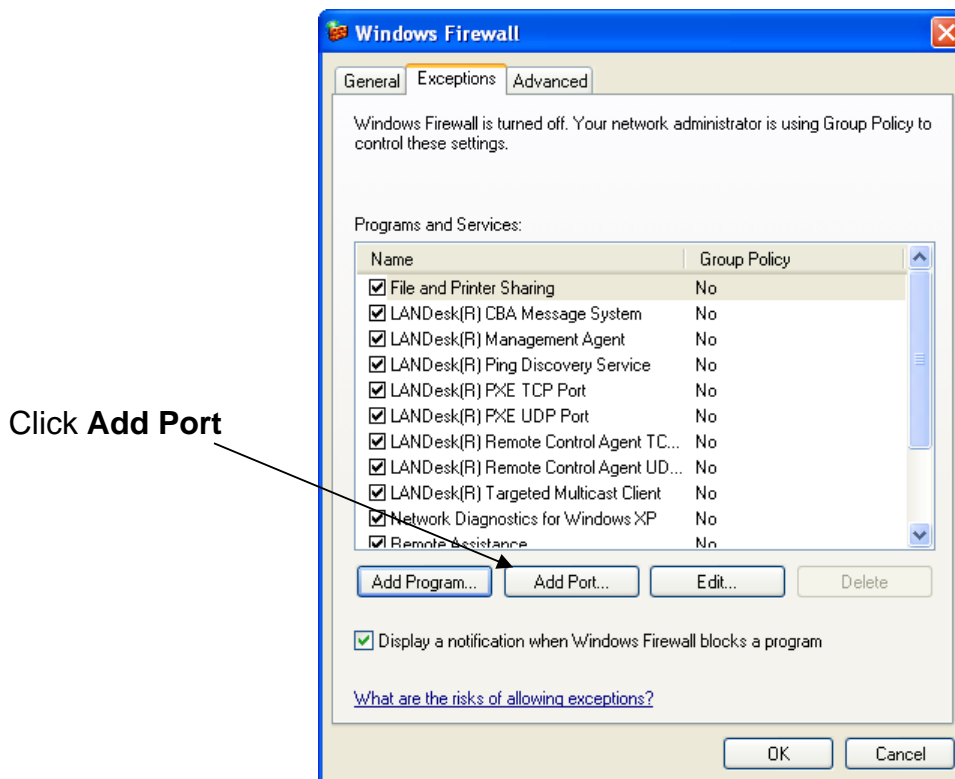 Windows Firewall
General Exceptions Advanced
Windows Firewall is turned off. Your network administrator is using Group Policy to
control these settings.
Programs and Services:
Name Group Policy
File and Printer Sharing No
LANDesk(R) CBA Message System No
LANDesk(R) Management Agent No
LANDesk(R) Ping Discovery Service No
LANDesk(R) PXE TCP Port No
LANDesk(R) PXE UDP Port No
LANDesk(R) Remote Control Agent TC... No
LANDesk(R) Remote Control Agent UD... No
LANDesk(R) Targeted Multicast Client No
Network Diagnostics for Windows XP No
Remote Assistance No
Click Add Port
Add Program... Add Port... Edit... Delete
Display a notification when Windows Firewall blocks a program
What are the risks of allowing exceptions?
OK Cancel